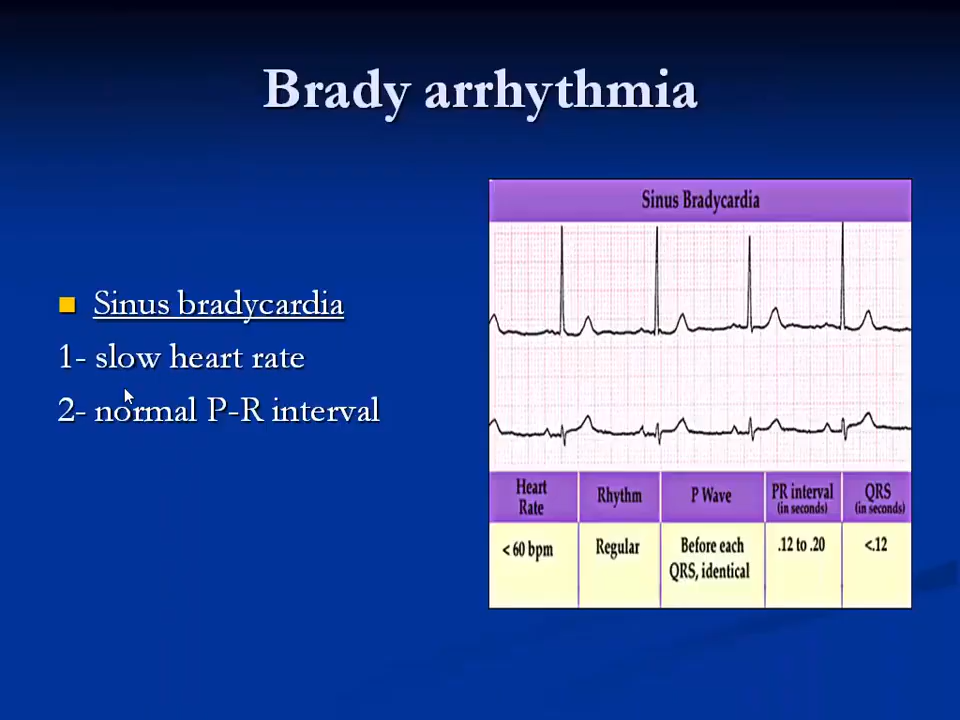 Brady arrhythmia
Sinus bradycardia
1- slow heart rate
2- normal P-R interval
Sinus Bradycardia
Heart Rate
Rhythm
P Wave
PR interval (in seconds)
QRS (in seconds)
< 60 bpm
Regular
Before each QRS, identical
.12 to .20
<.12